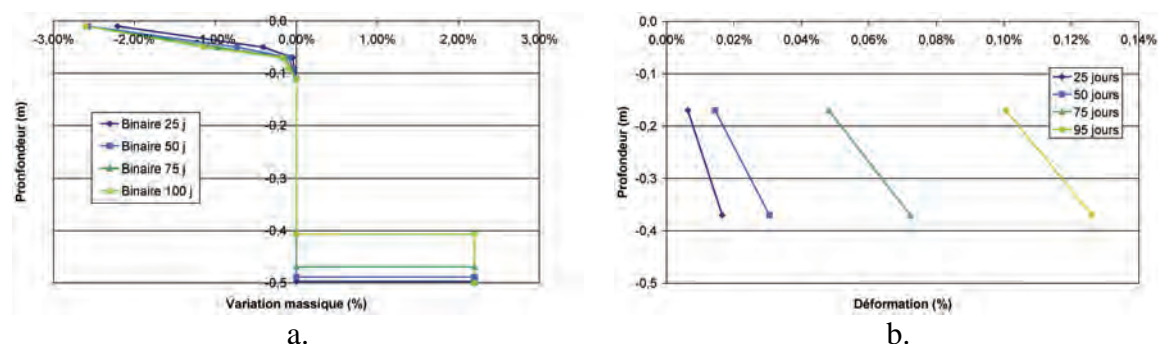 0,0
-3,00% -2,00% -1,00% 0,00% 1,00% 2,00% 3,00%
-0,1
-0,2
-0,3
-0,4
-0,5
Pronfondeur (m)
Binaire 25 j
Binaire 50 j
Binaire 75 j
Binaire 100 j
Variation massique (%)
a.
0,0
0,00% 0,02% 0,04% 0,06% 0,08% 0,10% 0,12% 0,14%
-0,1
-0,2
-0,3
-0,4
-0,5
Profondeur (m)
25 jours
50 jours
75 jours
95 jours
Déformation (%)
b.